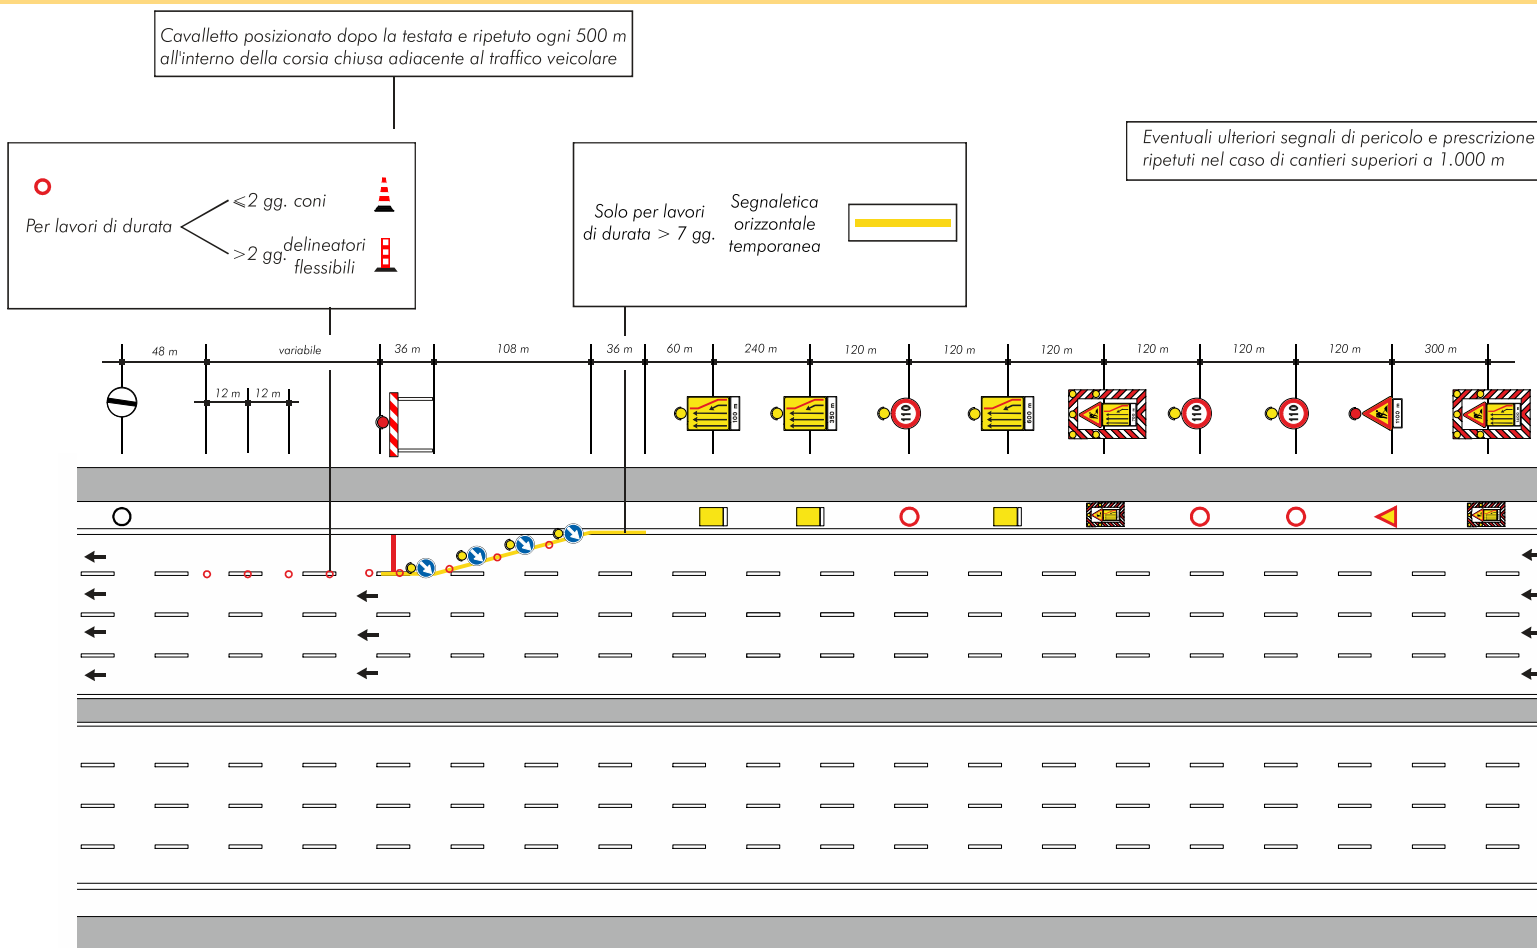 Cavalletto posizionato dopo la testata e ripetuto ogni 500 m
all'interno della corsia chiusa adiacente al traffico veicolare
Eventuali ulteriori segnali di pericolo e prescrizione
ripetuti nel caso di cantieri superiori a 1.000 m
Per lavori di durata
⩽2 gg. coni
>2 gg. delineatori
flessibili
Solo per lavori
di durata > 7 gg.
Segnaletica
orizzontale
temporanea
48 m variabile 36 m 108 m 36 m 60 m 240 m 120 m 120 m 120 m 120 m 120 m 120 m 300 m
12 m 12 m
100 m
350 m
110
600 m
110
110